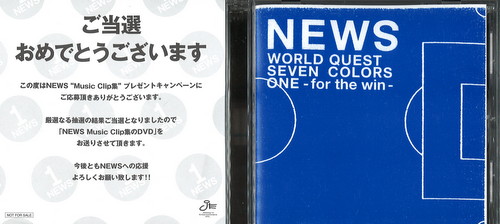 ご当選
おめでとうございます
この度はNEWS "Music Clip集" プレゼントキャンペーンに
ご応募頂きありがとうございます。
厳選なる抽選の結果ご当選となりましたので
「NEWS Music Clip集のDVD」を
お送りさせて頂きます。
今後ともNEWSへの応援
よろしくお願い致します!!
NOT FOR SALE
NEWS
WORLD QUEST
SEVEN COLORS
ONE -for the win-